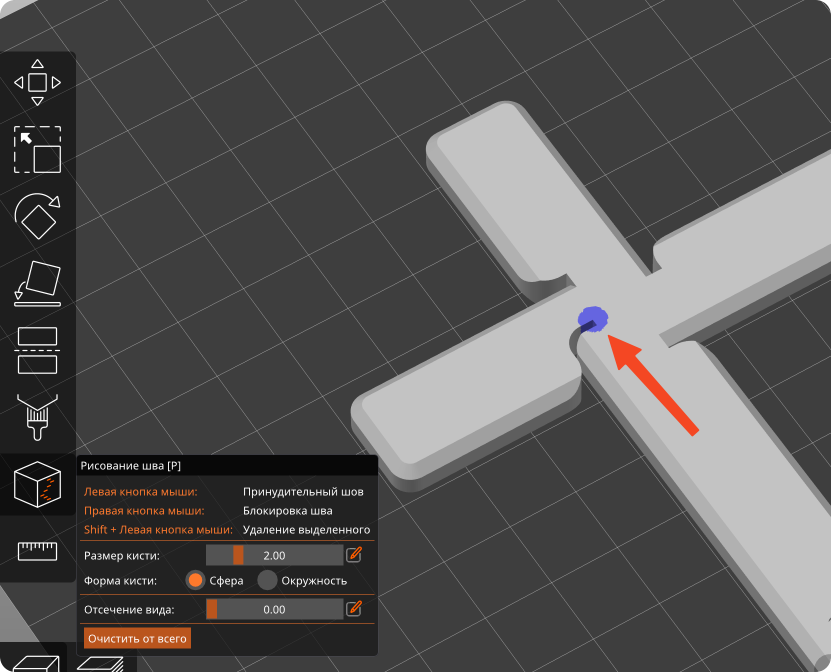 Рисование шва [P]
Левая кнопка мыши: Принудительный шов
Правая кнопка мыши: Блокировка шва
Shift + Левая кнопка мыши: Удаление выделенного
Размер кисти: 2.00
Форма кисти: Сфера Окружность
Отсечение вида: 0.00
Очистить от всего